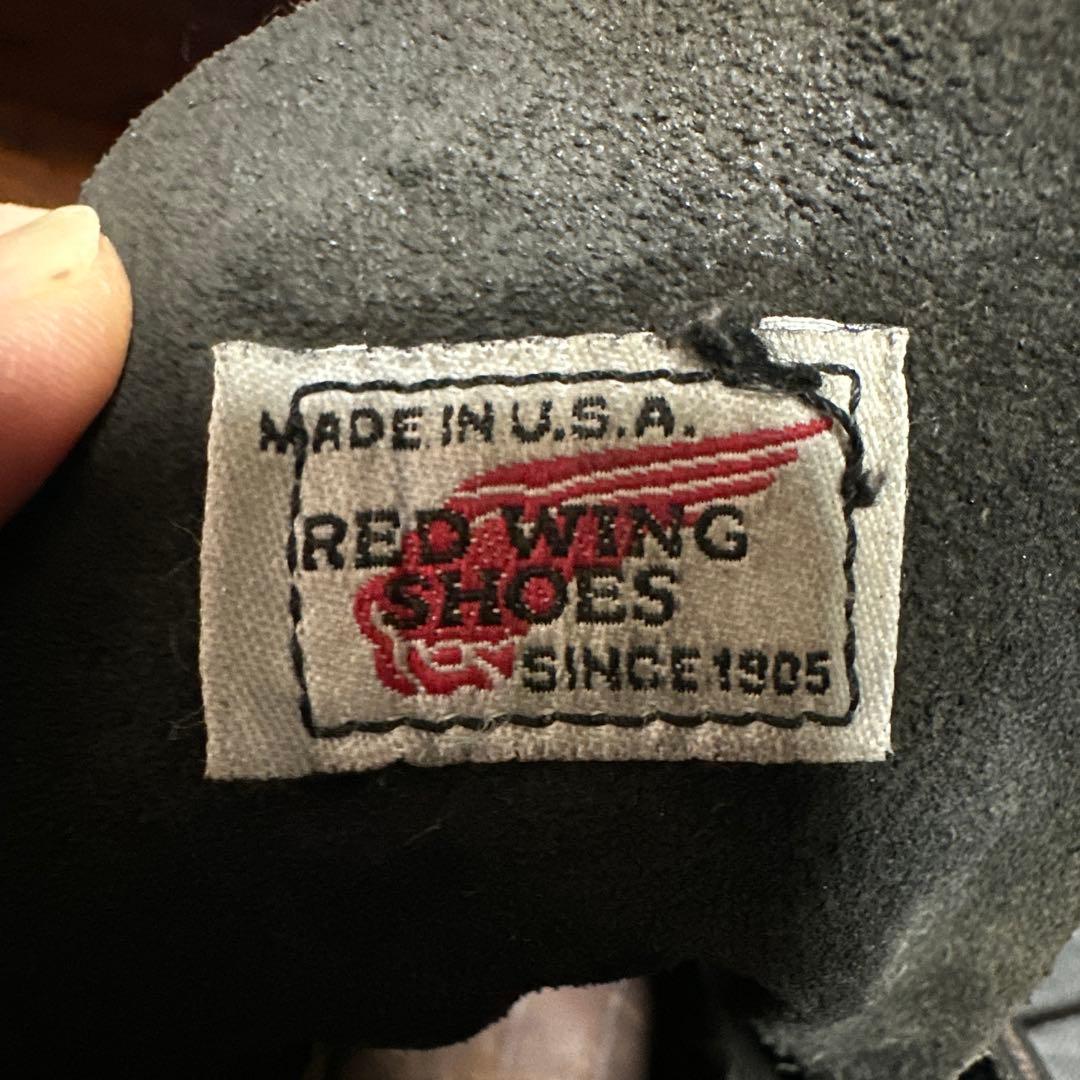 MADE IN U.S.A.
RED WING
SHOES
SINCE 1905